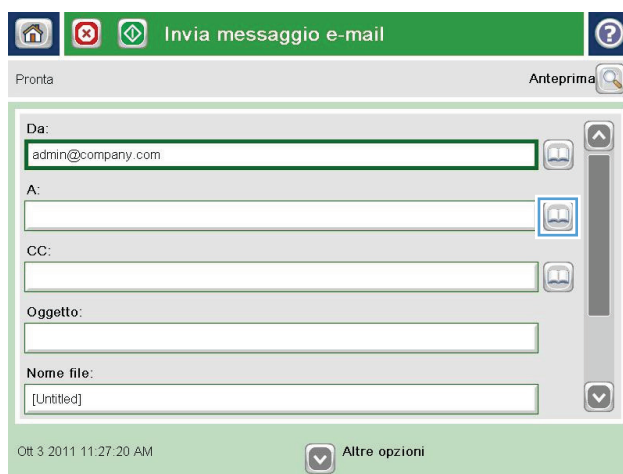 Invia messaggio e-mail
?
Pronta
Anteprima
Da:
admin@company.com
A:
CC:
Oggetto:
Nome file:
[Untitled]
Ott 3 2011 11:27:20 AM
Altre opzioni